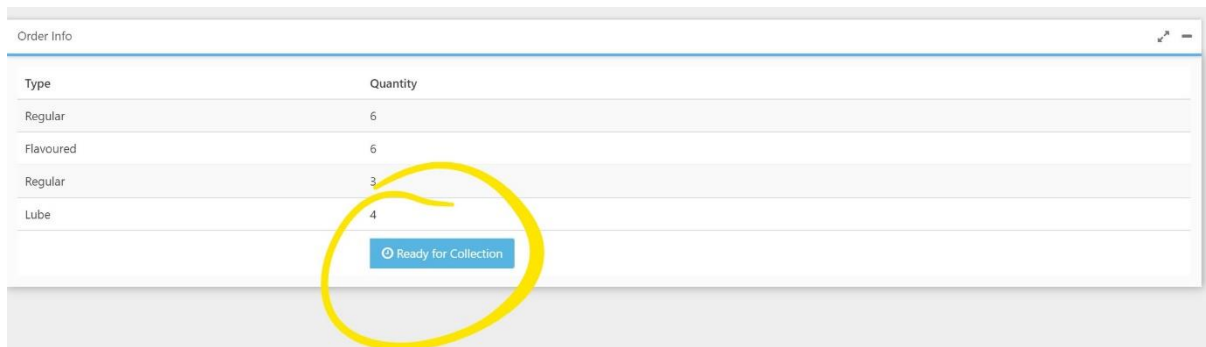 Order Info
Type Quantity
Regular 6
Flavoured 6
Regular 3
Lube 4
Ready for Collection